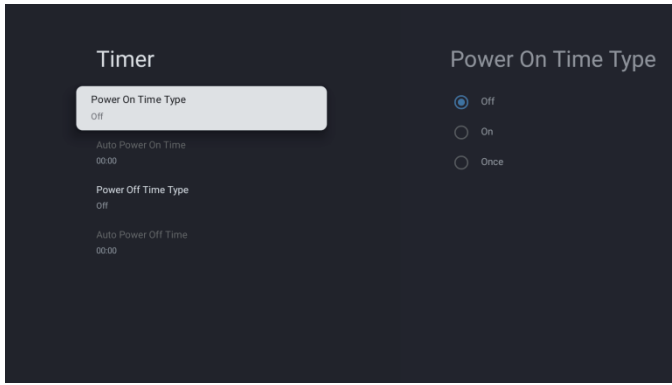 Timer
Power On Time Type
Off
Auto Power On Time
00:00
Power Off Time Type
Off
Auto Power Off Time
00:00
Power On Time Type
Off
On
Once